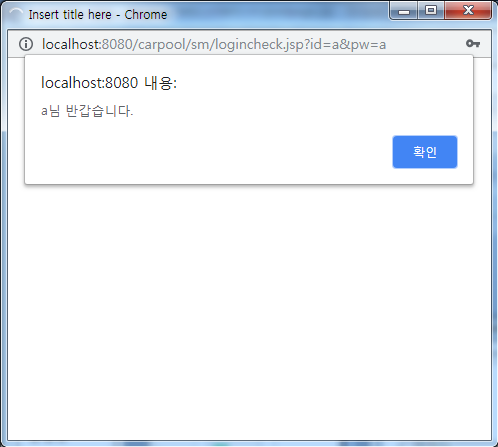 Insert title here - Chrome
localhost:8080/carpool/sm/logincheck.jsp?id=a&pw=a
localhost:8080 내용:
a님 반갑습니다.
확인